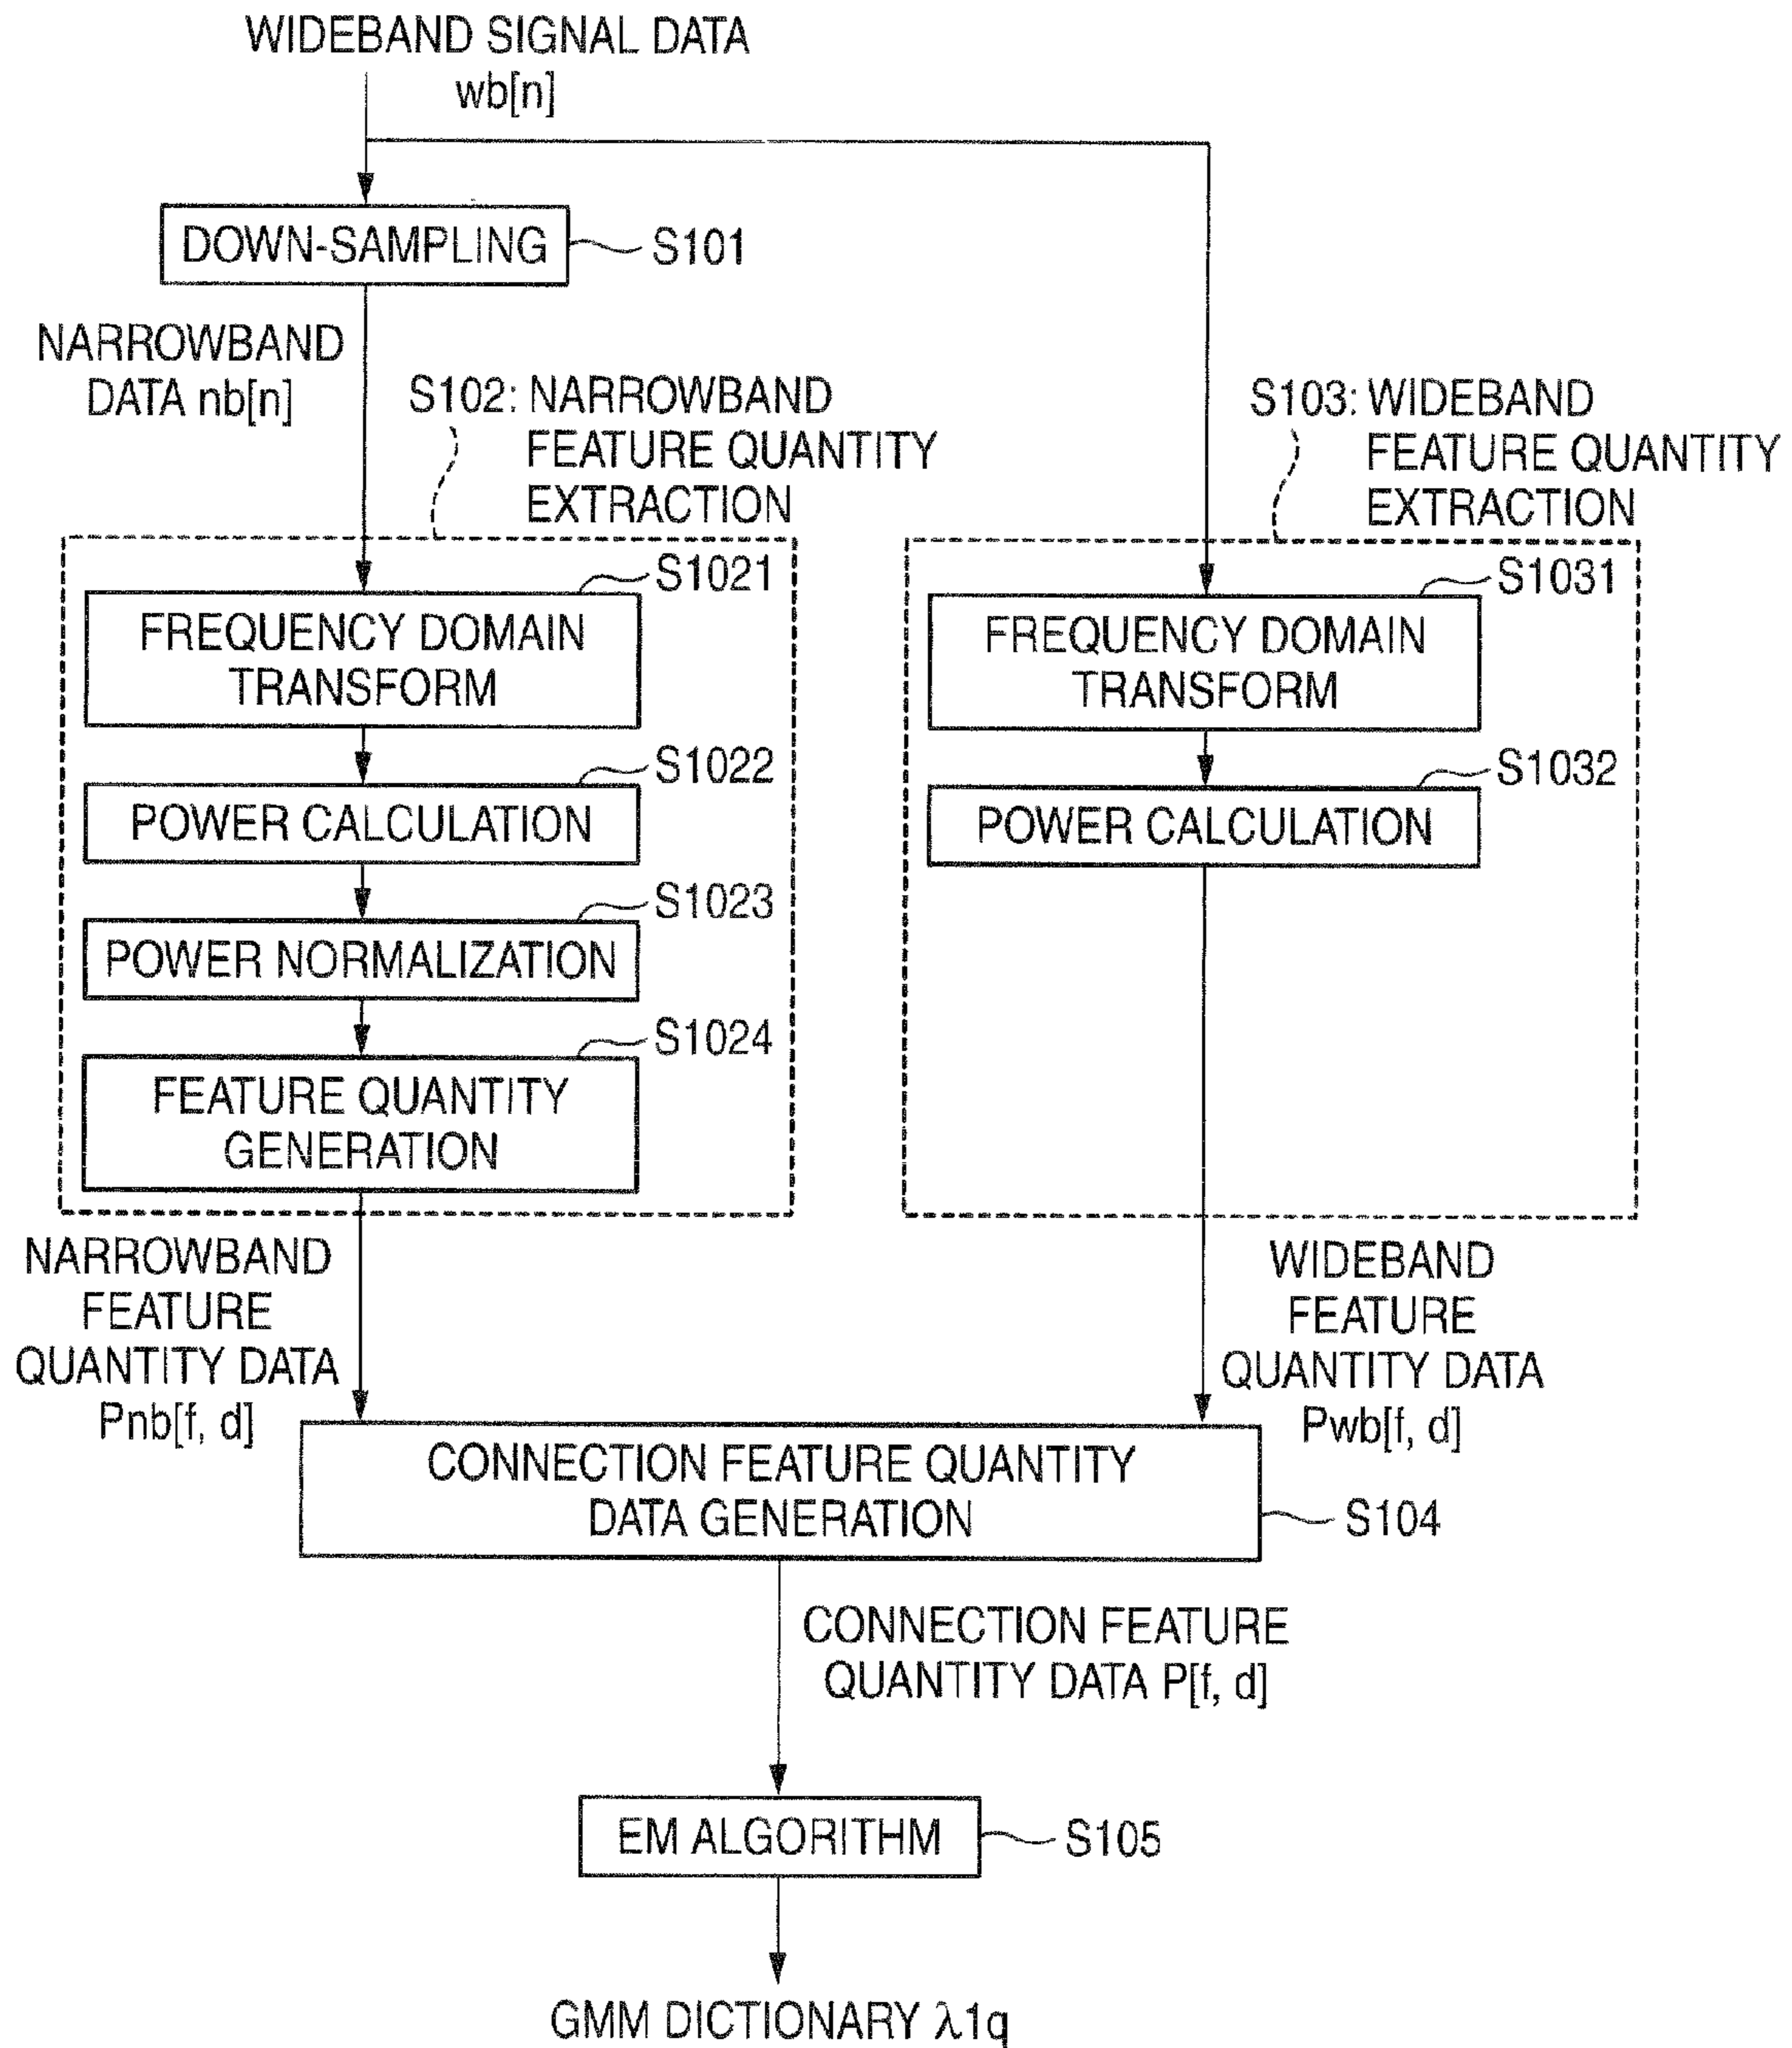 WIDEBAND SIGNAL DATA
wb[n]
DOWN-SAMPLING
S101
NARROWBAND
DATA nb[n]
S102: NARROWBAND
FEATURE QUANTITY
EXTRACTION
S103: WIDEBAND
FEATURE QUANTITY
EXTRACTION
S1021
FREQUENCY DOMAIN
TRANSFORM
S1022
POWER CALCULATION
S1023
POWER NORMALIZATION
S1024
FEATURE QUANTITY
GENERATION
S1031
FREQUENCY DOMAIN
TRANSFORM
S1032
POWER CALCULATION
NARROWBAND
FEATURE
QUANTITY DATA
Pnb[f, d]
WIDEBAND
FEATURE
QUANTITY DATA
Pwb[f, d]
CONNECTION FEATURE QUANTITY
DATA GENERATION
S104
CONNECTION FEATURE
QUANTITY DATA P[f, d]
EM ALGORITHM
S105
GMM DICTIONARY λ1q